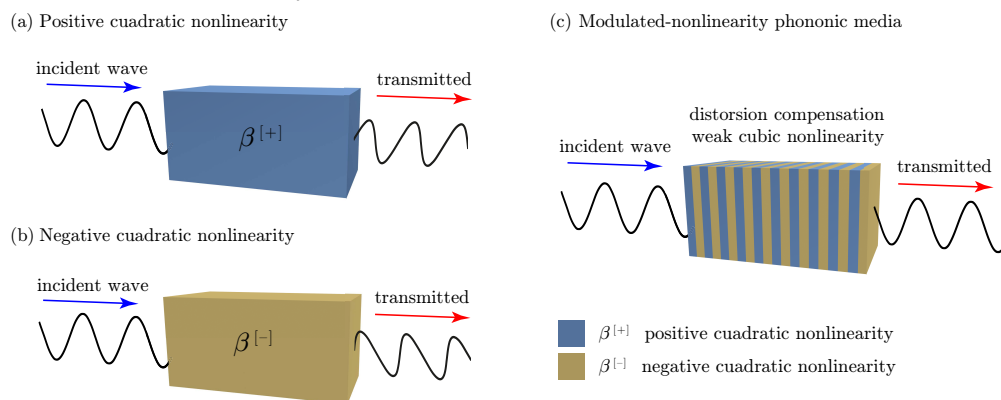 (a) Positive cuadratic nonlinearity
incident wave
transmitted
β[+]
(b) Negative cuadratic nonlinearity
incident wave
transmitted
β[-]
(c) Modulated-nonlinearity phononic media
distorsion compensation
weak cubic nonlinearity
incident wave
transmitted
β[+] positive cuadratic nonlinearity
β[-] negative cuadratic nonlinearity